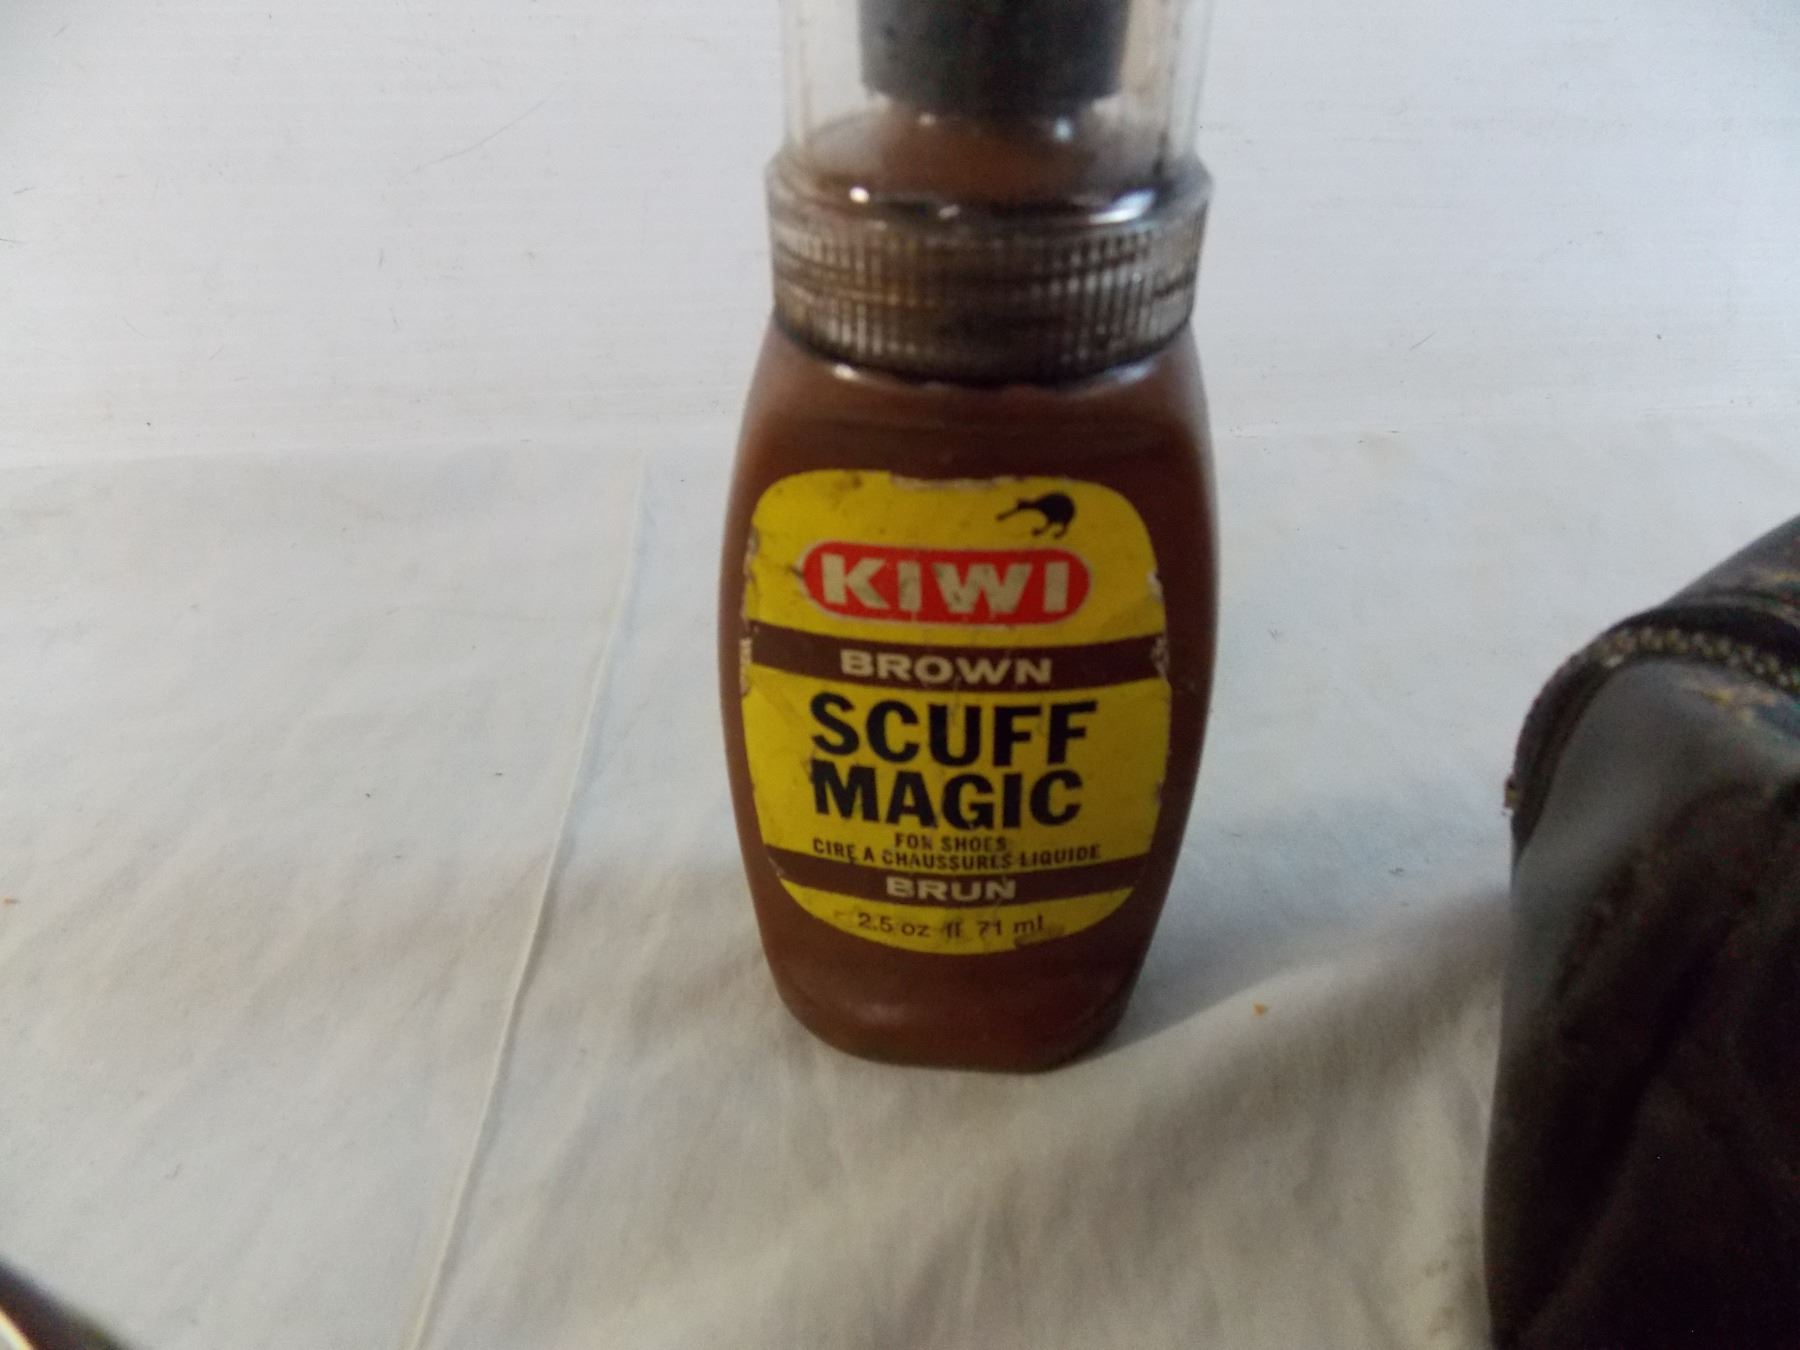 KIWI
BROWN
SCUFF
MAGIC
FOR SHOES
CIRE A CHAUSSURES LIQUIDE
BRUN
2.5 oz fl 71 ml